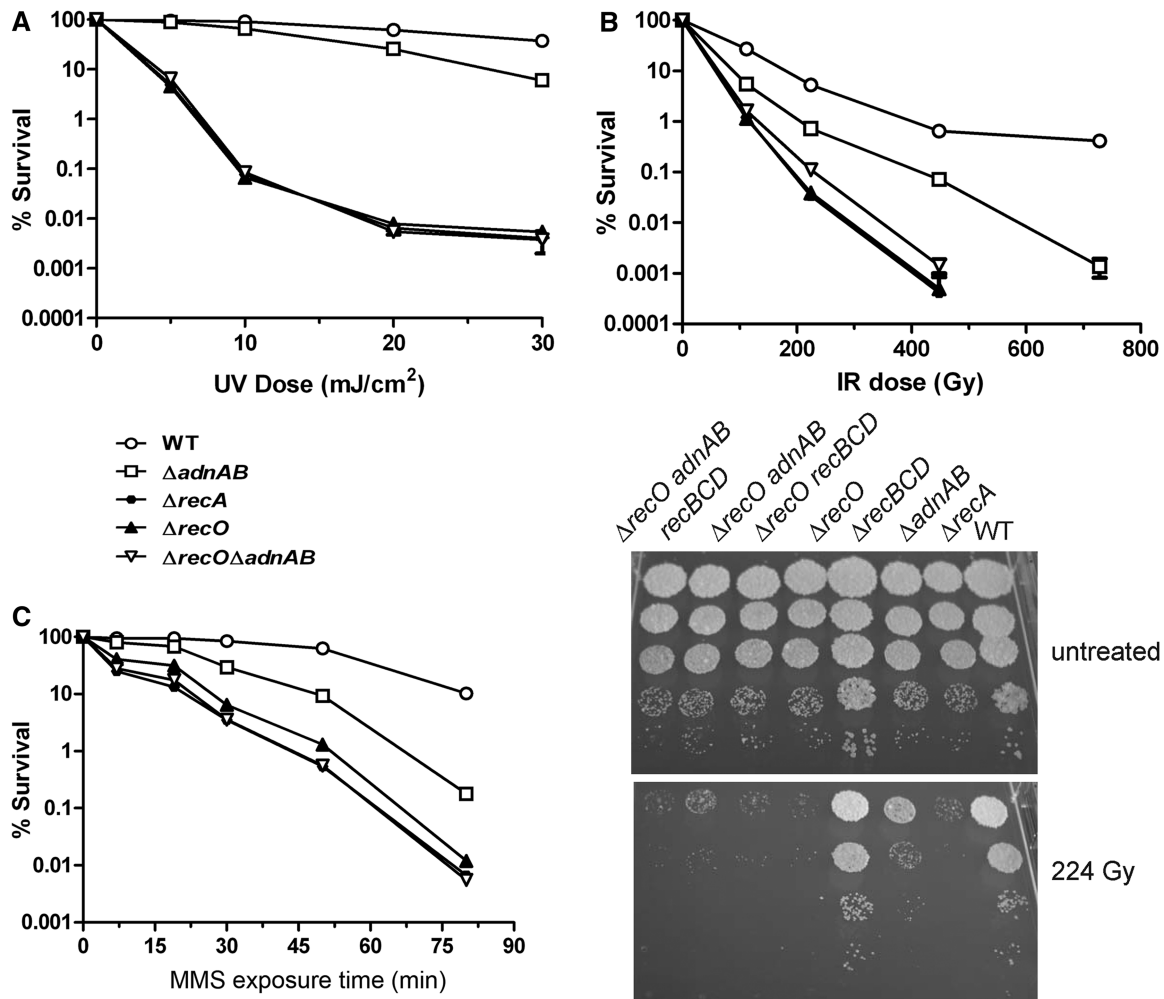 A
100
10
1
0.1
0.01
0.001
0.0001
% Survival
0
10
20
30
UV Dose (mJ/cm2)
B
100
10
1
0.1
0.01
0.001
0.0001
% Survival
0
200
400
600
800
IR dose (Gy)
WT
ΔadnAB
ΔrecA
ΔrecO
ΔrecOΔadnAB
C
100
10
1
0.1
0.01
0.001
% Survival
0
15
30
45
60
75
90
MMS exposure time (min)
ΔrecO adnAB
recBCD
ΔrecO adnAB
ΔrecO recBCD
ΔrecO
ΔrecBCD
ΔadnAB
ΔrecA
WT
untreated
224 Gy